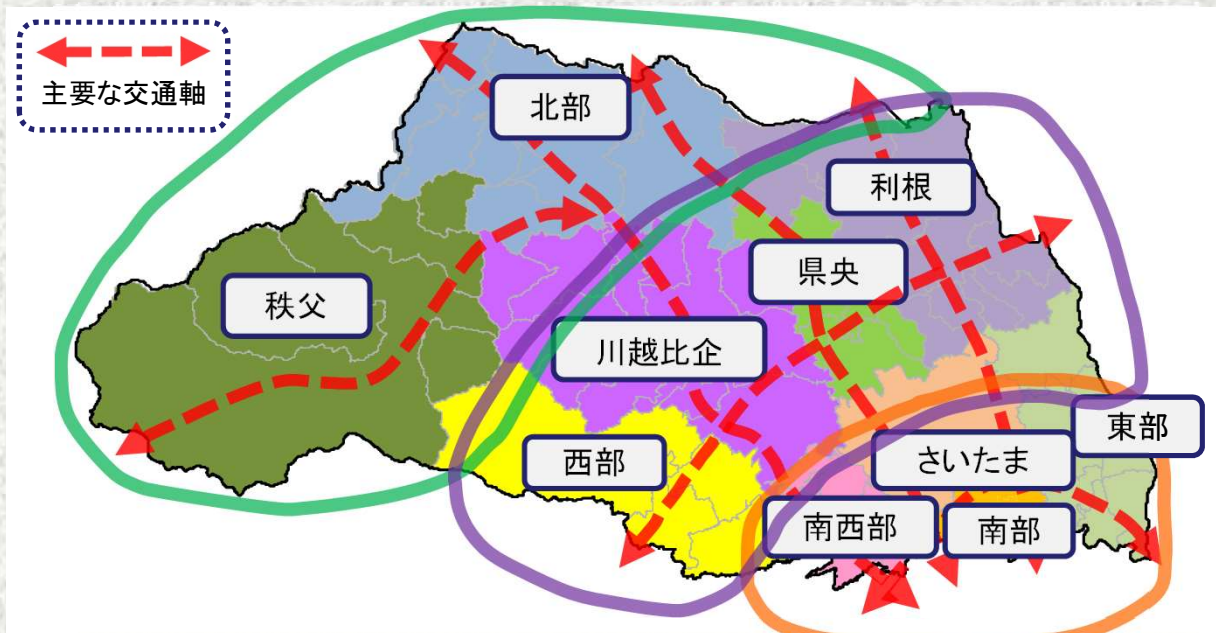 主要な交通軸
北部
利根
県央
秩父
川越比企
東部
西部
さいたま
南西部
南部